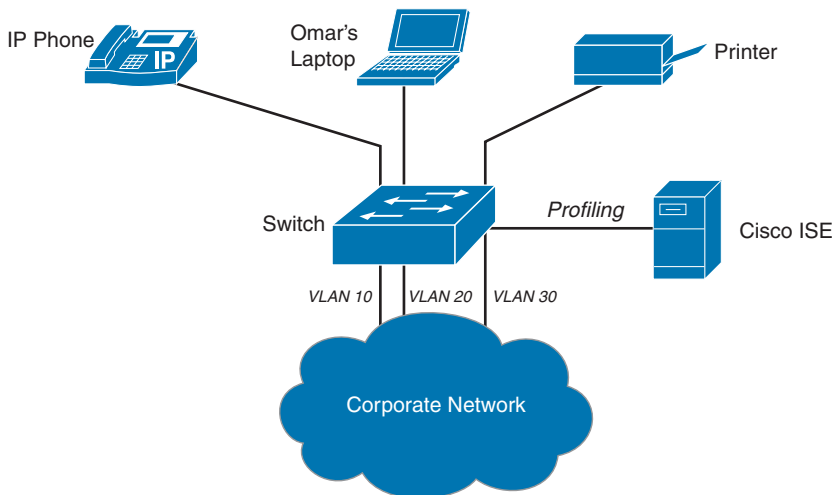 IP Phone
IP
Omar's
Laptop
Printer
Switch
Profiling
Cisco ISE
VLAN 10
VLAN 20
VLAN 30
Corporate Network